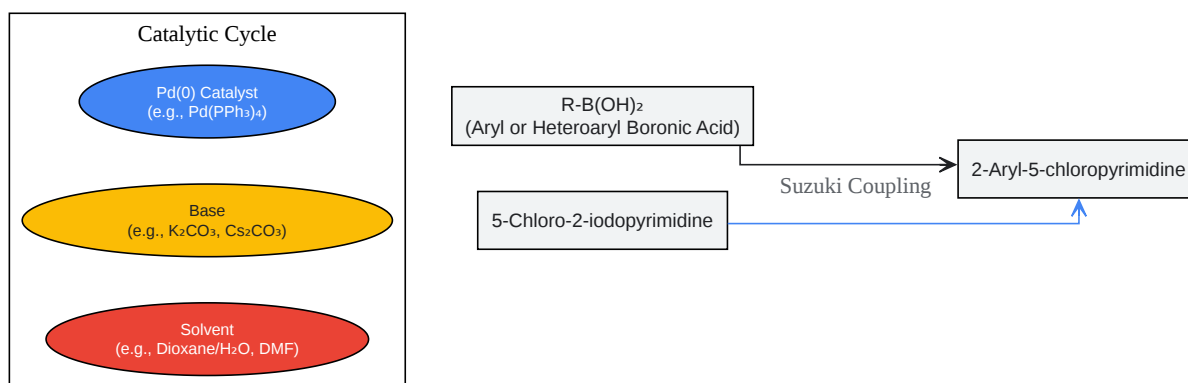 Catalytic Cycle
Pd(0) Catalyst
(e.g., Pd(PPh₃)₄)
Base
(e.g., K₂CO₃, Cs₂CO₃)
Solvent
(e.g., Dioxane/H₂O, DMF)
R-B(OH)₂
(Aryl or Heteroaryl Boronic Acid)
5-Chloro-2-iodopyrimidine
Suzuki Coupling
2-Aryl-5-chloropyrimidine